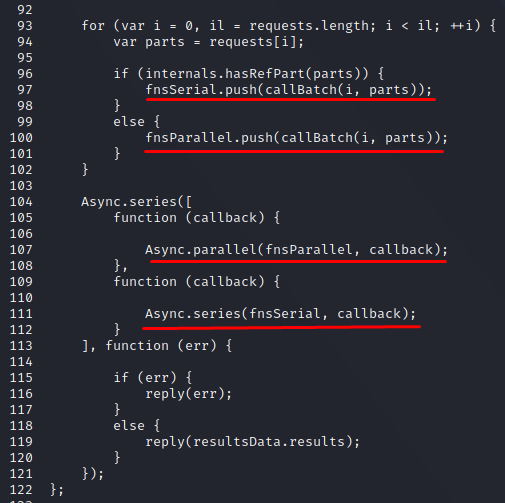 92
93 for (var i = 0, il = requests.length; i < il; ++i) {
94 var parts = requests[i];
95
96 if (internals.hasRefPart(parts)) {
97 fnsSerial.push(callBatch(i, parts));
98 }
99 else {
100 fnsParallel.push(callBatch(i, parts));
101 }
102 }
103
104 Async.series([
105 function (callback) {
106
107 Async.parallel(fnsParallel, callback);
108 },
109 function (callback) {
110
111 Async.series(fnsSerial, callback);
112 }
113 ], function (err) {
114
115 if (err) {
116 reply(err);
117 }
118 else {
119 reply(resultsData.results);
120 }
121 });
122 };